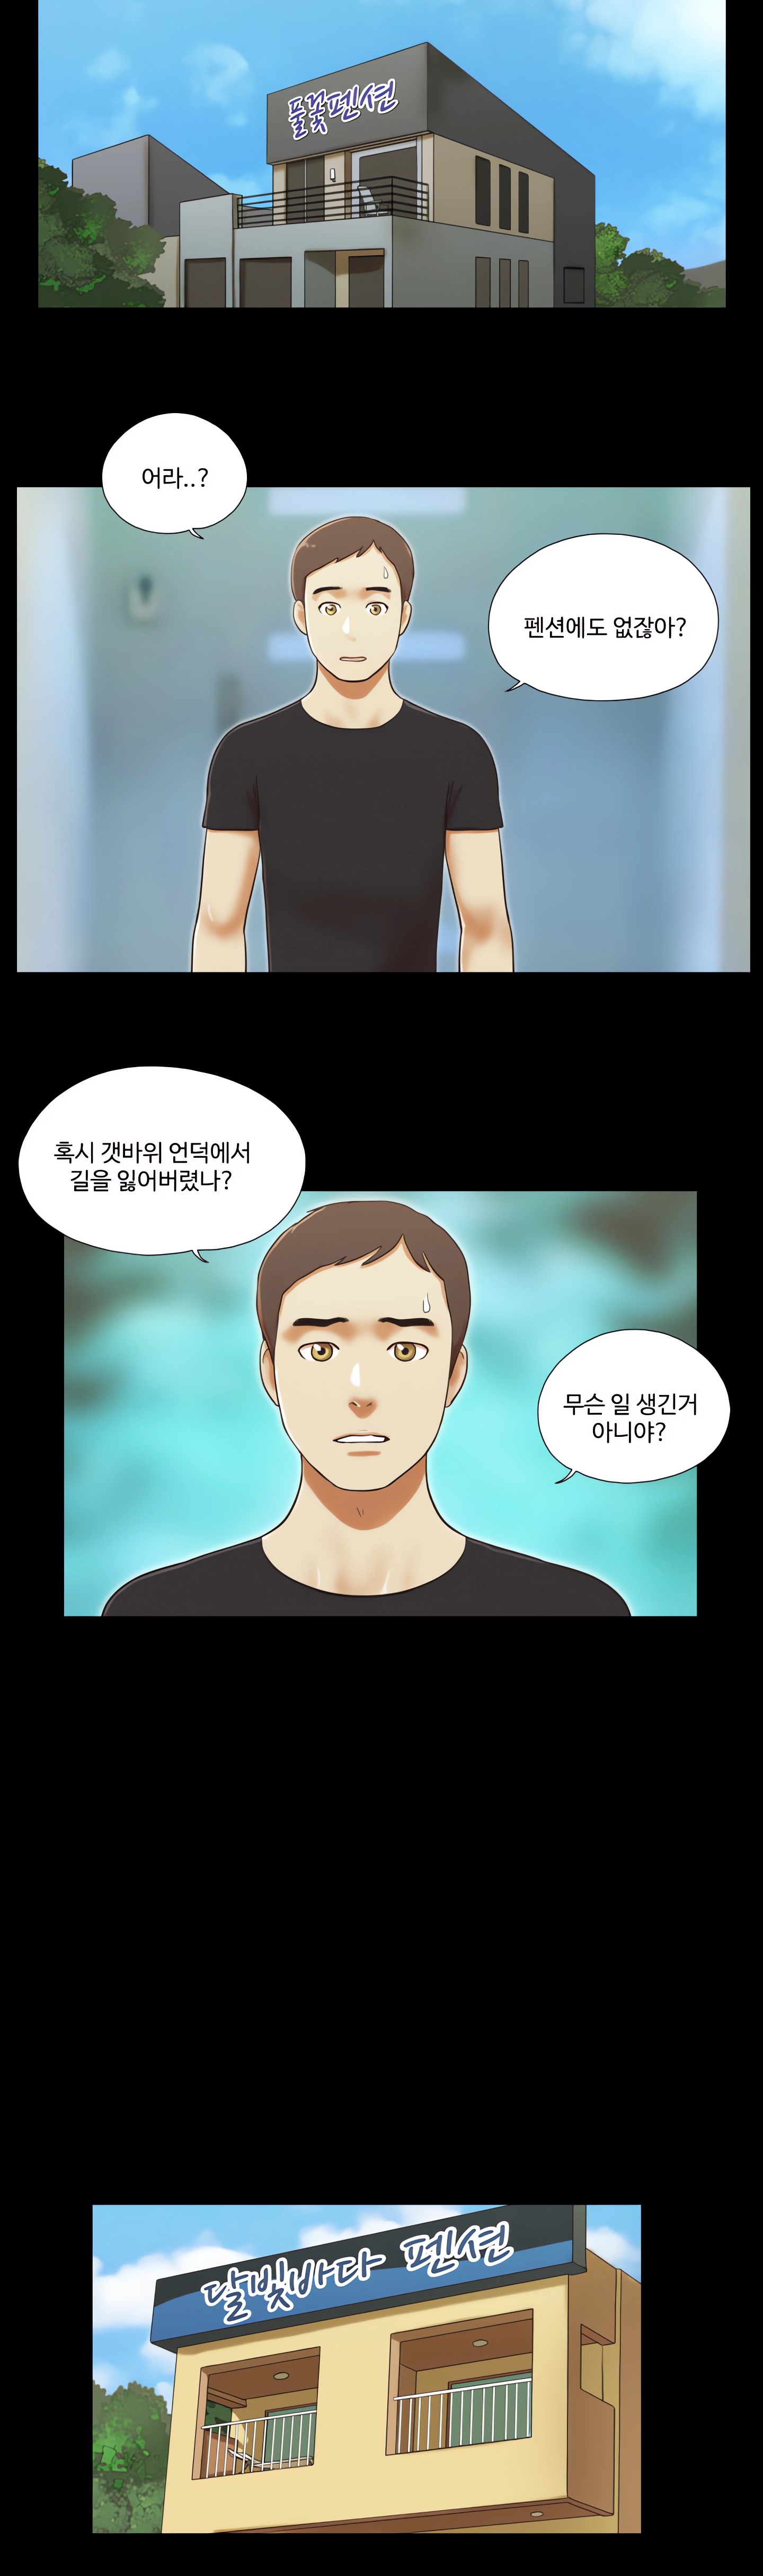 풀꽃펜션
어라..?
펜션에도 없잖아?
혹시 갯바위 언덕에서
길을 잃어버렸나?
무슨 일 생긴거
아니야?
달빛바다 펜션